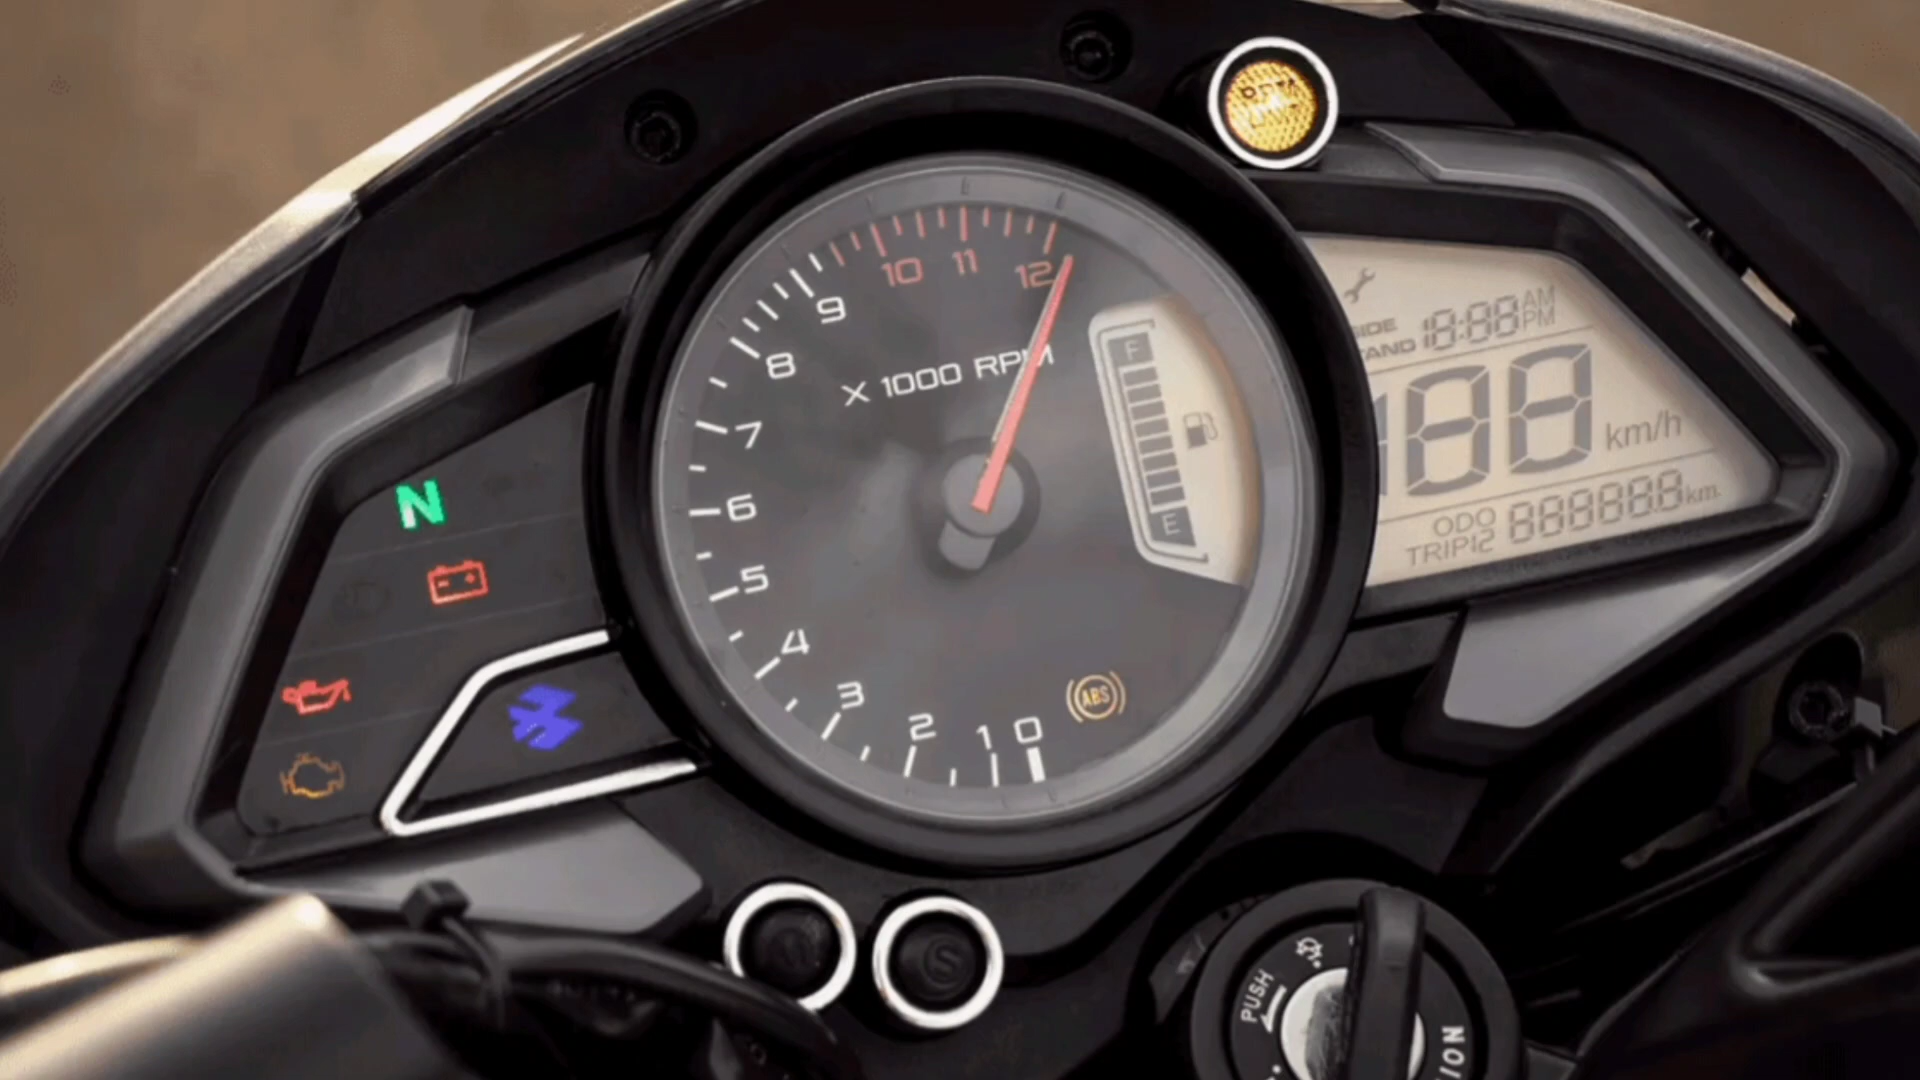 RPM
LIMIT
10 11 12
9
8
X 1000 RPM
7
6
5
4
3
2
1 0
F
E
N
ABS
SIDE
STAND 18:88 AM
PM
188 km/h
ODO
TRIP12 888888 km
M
S
PUSH